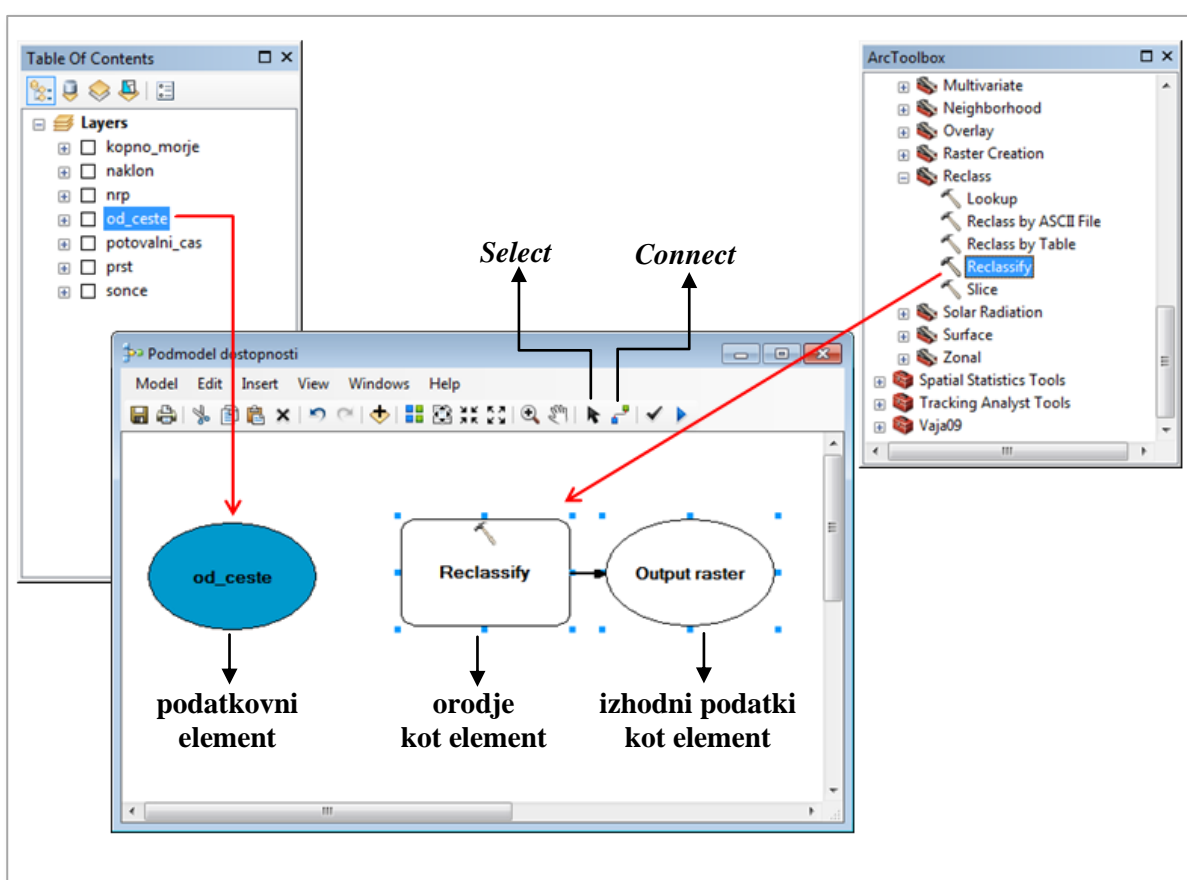 Table Of Contents
Layers
kopno_morje
naklon
nrp
od_ceste
potovalni_cas
prst
sonce
ArcToolbox
Multivariate
Neighborhood
Overlay
Raster Creation
Reclass
Lookup
Reclass by ASCII File
Reclass by Table
Reclassify
Slice
Solar Radiation
Surface
Zonal
Spatial Statistics Tools
Tracking Analyst Tools
Vaja09
Select
Connect
Podmodel dostopnosti
Model Edit Insert View Windows Help
od_ceste
Reclassify
Output raster
podatkovni
element
orodje
kot element
izhodni podatki
kot element